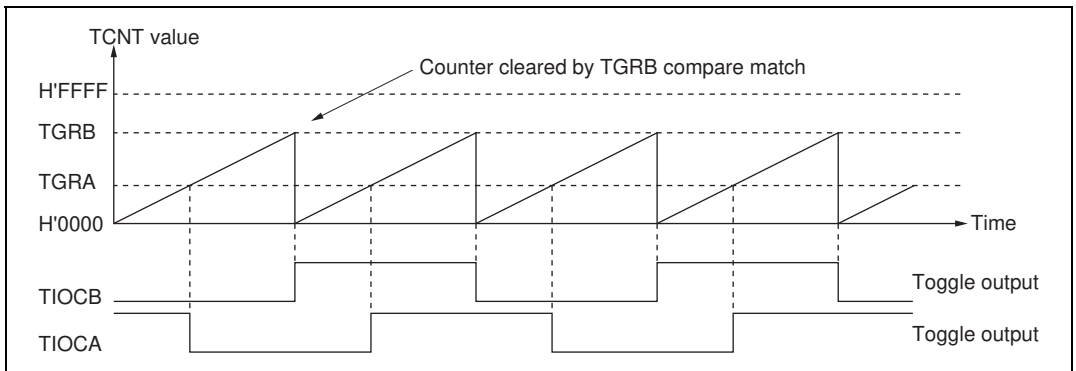 TCNT value
Counter cleared by TGRB compare match
H'FFFF
TGRB
TGRA
H'0000
Time
TIOCB
Toggle output
TIOCA
Toggle output